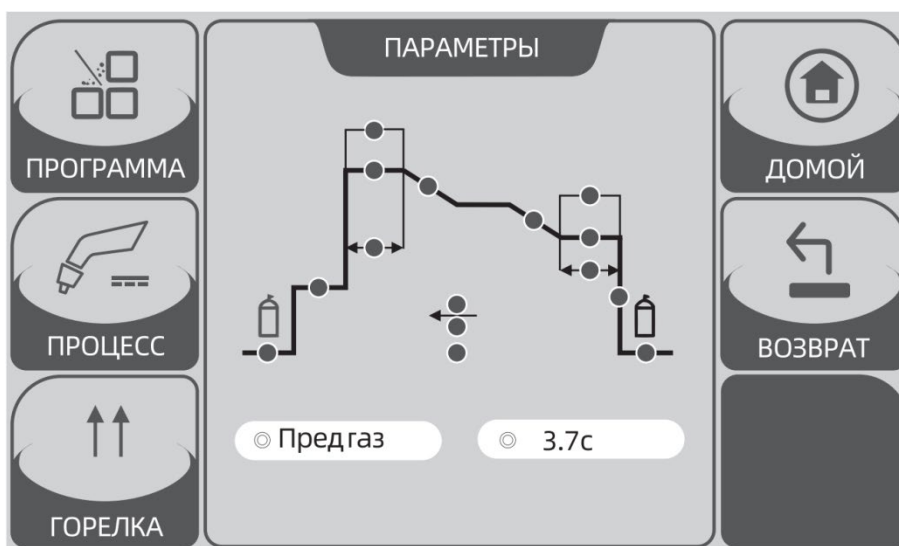 ПАРАМЕТРЫ
ПРОГРАММА
ДОМОЙ
ПРОЦЕСС
ВОЗВРАТ
Пред газ
3.7с
ГОРЕЛКА